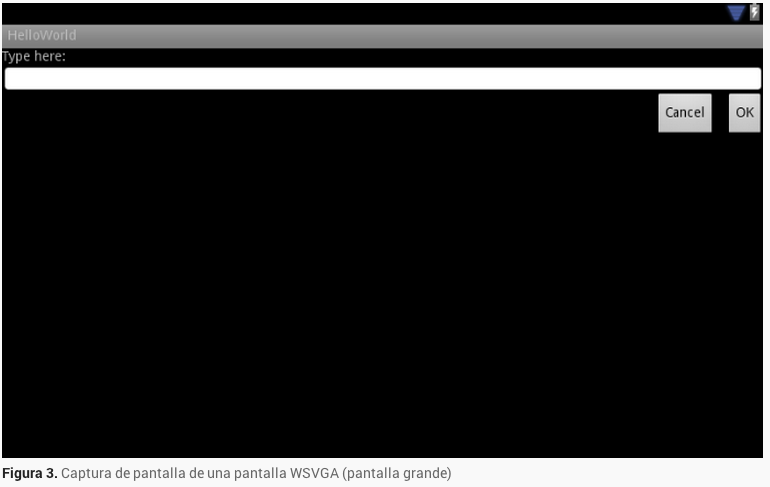 HelloWorld
Type here:
Cancel OK
Figura 3. Captura de pantalla de una pantalla WSVGA (pantalla grande)